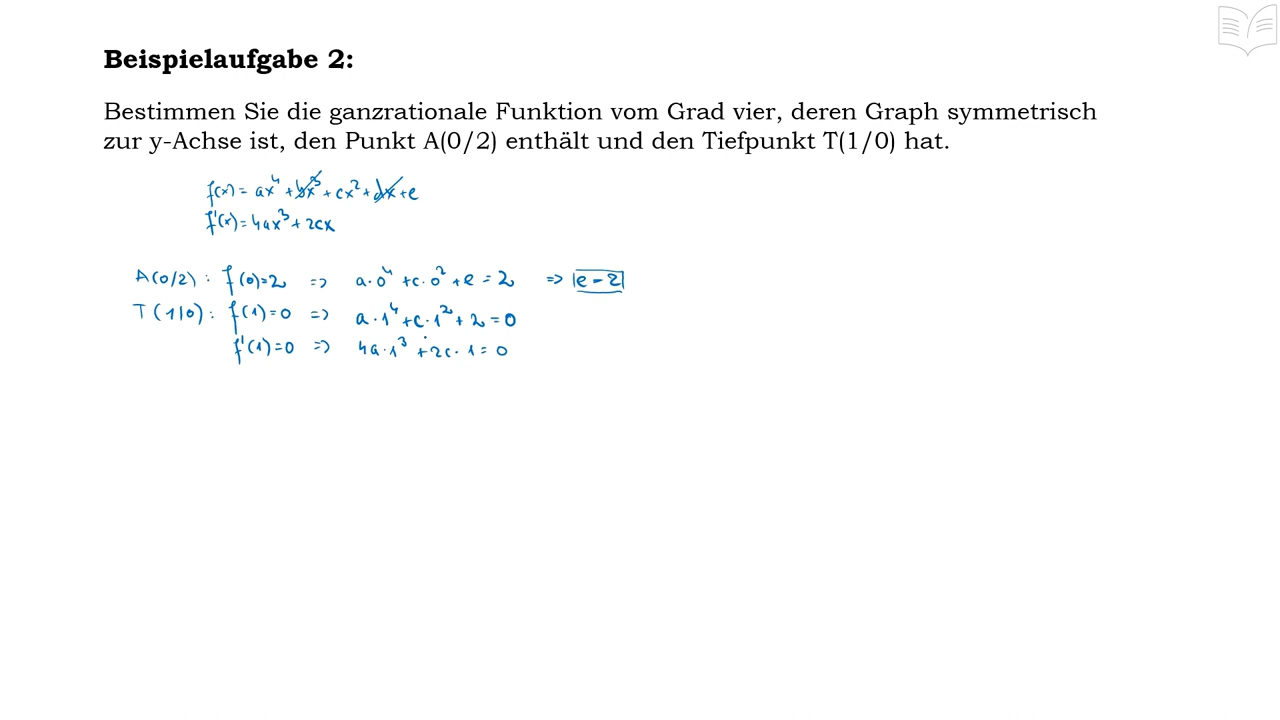 Beispielaufgabe 2:
Bestimmen Sie die ganzrationale Funktion vom Grad vier, deren Graph symmetrisch
zur y-Achse ist, den Punkt A(0/2) enthält und den Tiefpunkt T(1/0) hat.
f(x) = ax⁴ + bx³ + cx² + dx + e
f'(x) = 4ax³ + 2cx
A(0/2) : f(0)=2 => a·0⁴ + c·0² + e = 2 => e = 2
T(1|0) : f(1)=0 => a·1⁴ + c·1² + 2 = 0
f'(1)=0 => 4a·1³ + 2c·1 = 0